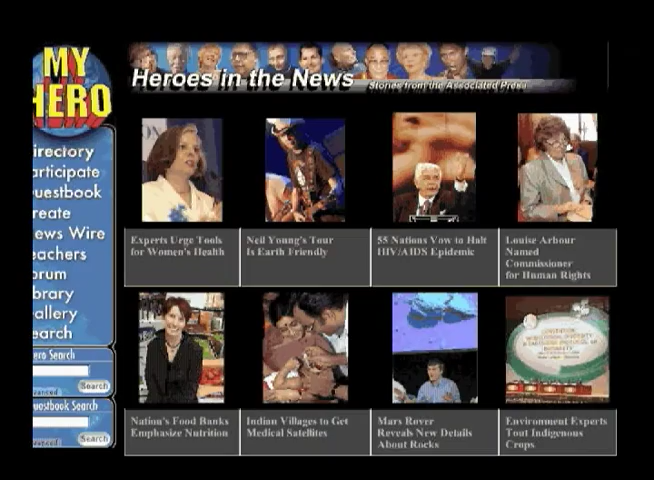 MY
HERO
Heroes in the News
Stories from the Associated Press
irectory
articipate
uestbook
reate
ews Wire
eachers
orum
brary
allery
earch
ero Search
Search
uestbook Search
Search
Experts Urge Tools
for Women's Health
Neil Young's Tour
Is Earth Friendly
55 Nations Vow to Halt
HIV/AIDS Epidemic
Louise Arbour
Named
Commissioner
for Human Rights
Nation's Food Banks
Emphasize Nutrition
Indian Villages to Get
Medical Satellites
Mars Rover
Reveals New Details
About Rocks
Environment Experts
Tout Indigenous
Crops